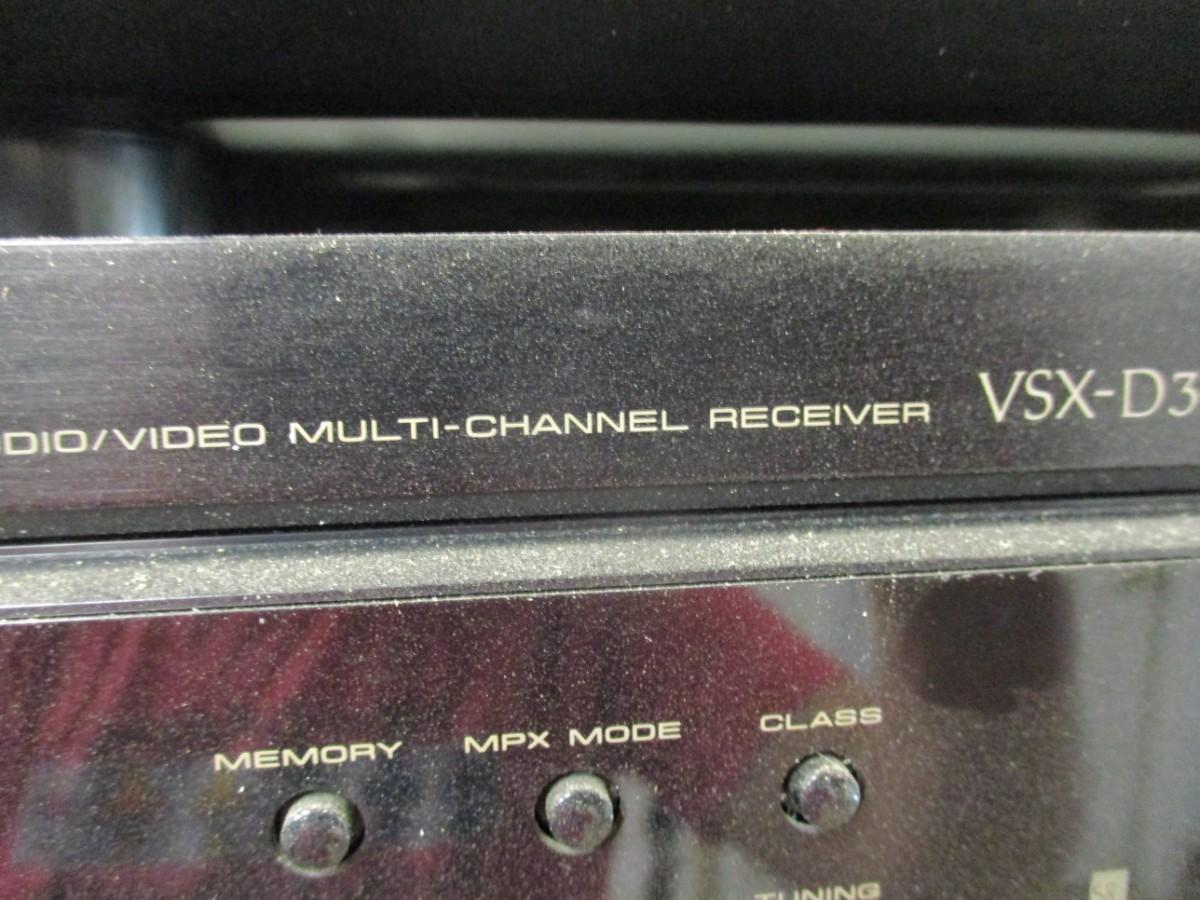 DIO/VIDEO MULTI-CHANNEL RECEIVER VSX-D3
MEMORY MPX MODE CLASS
TUNING